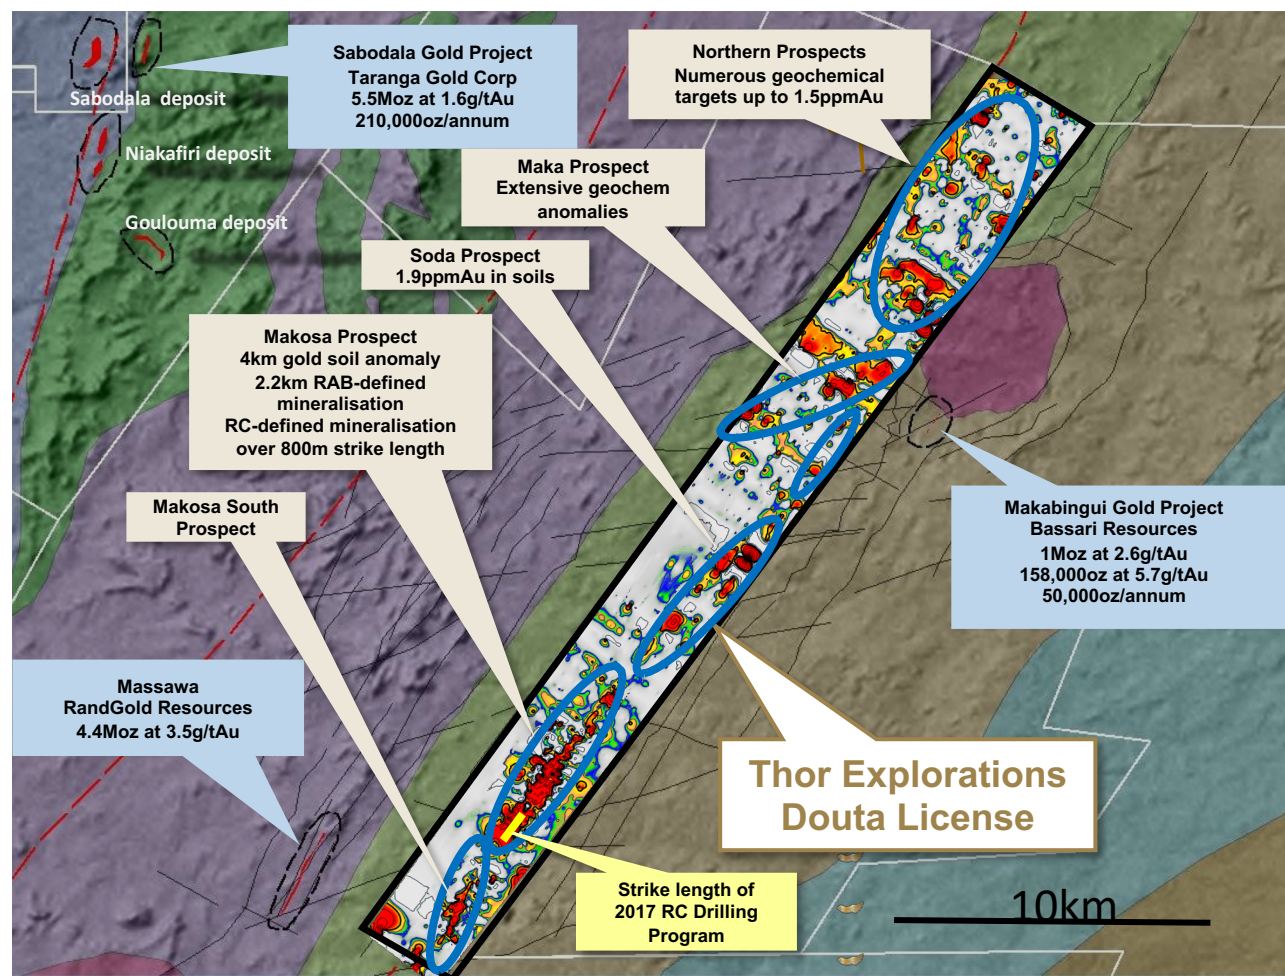 Sabodala Gold Project
Taranga Gold Corp
5.5Moz at 1.6g/tAu
210,000oz/annum
Northern Prospects
Numerous geochemical
targets up to 1.5ppmAu
Sabodala deposit
Niakafiri deposit
Goulouma deposit
Maka Prospect
Extensive geochem
anomalies
Soda Prospect
1.9ppmAu in soils
Makosa Prospect
4km gold soil anomaly
2.2km RAB-defined
mineralisation
RC-defined mineralisation
over 800m strike length
Makosa South
Prospect
Makabingui Gold Project
Bassari Resources
1Moz at 2.6g/tAu
158,000oz at 5.7g/tAu
50,000oz/annum
Massawa
RandGold Resources
4.4Moz at 3.5g/tAu
Thor Explorations
Douta License
Strike length of
2017 RC Drilling
Program
10km